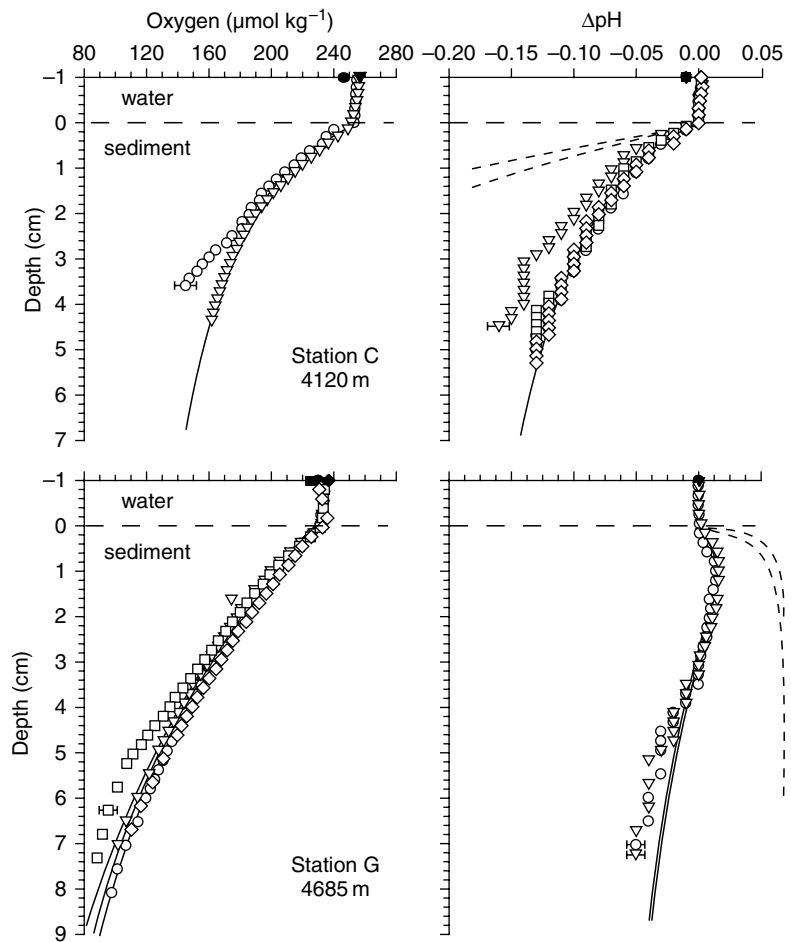 Oxygen (μmol kg⁻¹)
ΔpH
80 120 160 200 240 280
−0.20 −0.15 −0.10 −0.05 0.00 0.05
−1
0
1
2
3
4
5
6
7
Depth (cm)
water
sediment
Station C
4120 m
−1
0
1
2
3
4
5
6
7
8
9
Depth (cm)
water
sediment
Station G
4685 m